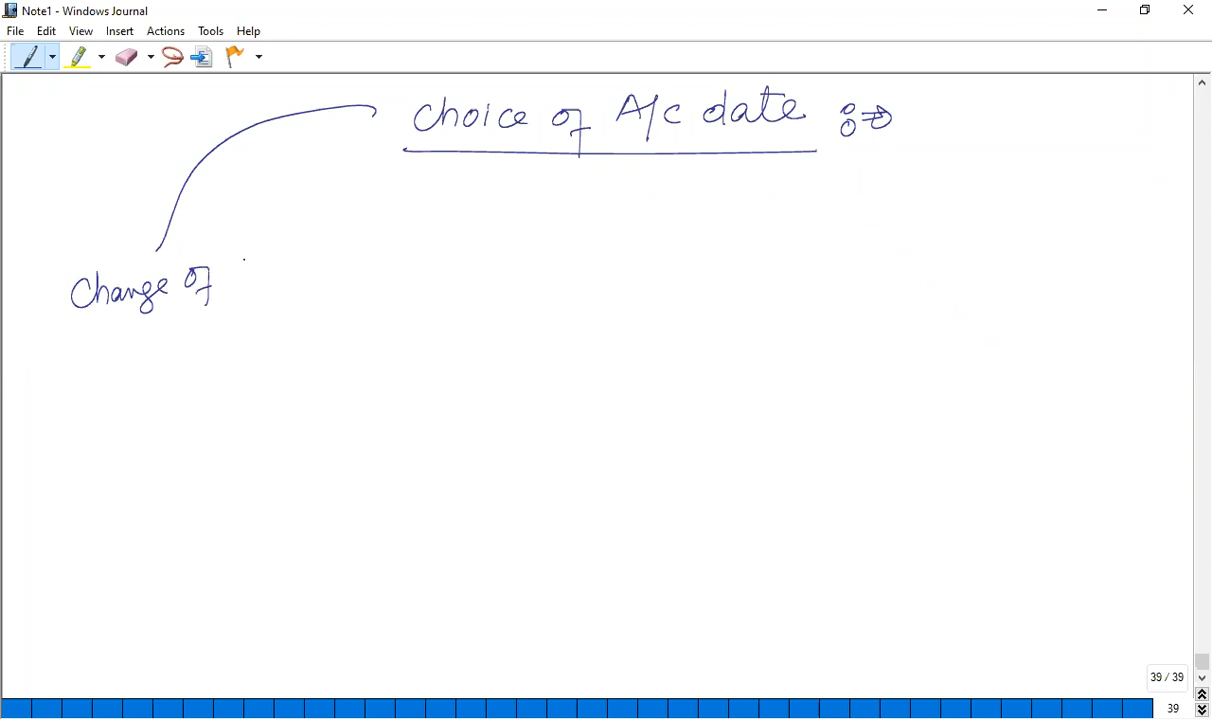 Note1 - Windows Journal
File Edit View Insert Actions Tools Help
choice of A/c date
Change of
39 / 39
39